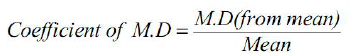 Coefficient of M.D = M.D(from mean) / Mean